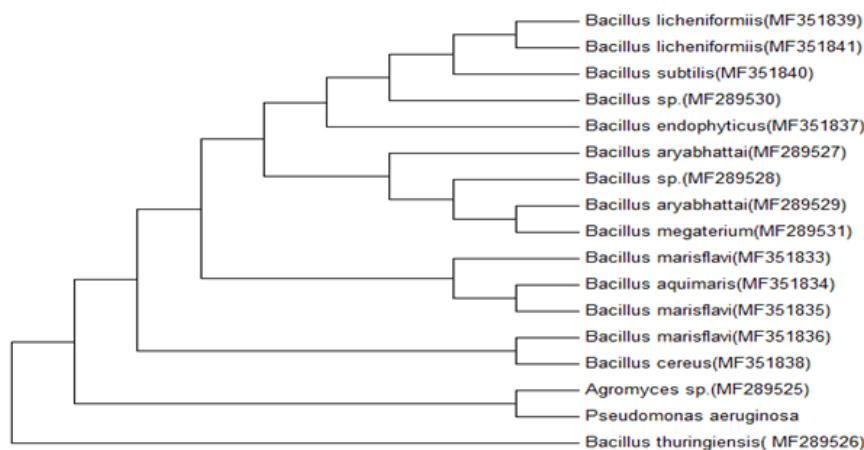 Bacillus licheniformiis(MF351839)
Bacillus licheniformiis(MF351841)
Bacillus subtilis(MF351840)
Bacillus sp.(MF289530)
Bacillus endophyticus(MF351837)
Bacillus aryabhattai(MF289527)
Bacillus sp.(MF289528)
Bacillus aryabhattai(MF289529)
Bacillus megaterium(MF289531)
Bacillus marisflavi(MF351833)
Bacillus aquimaris(MF351834)
Bacillus marisflavi(MF351835)
Bacillus marisflavi(MF351836)
Bacillus cereus(MF351838)
Agromyces sp.(MF289525)
Pseudomonas aeruginosa
Bacillus thuringiensis( MF289526)